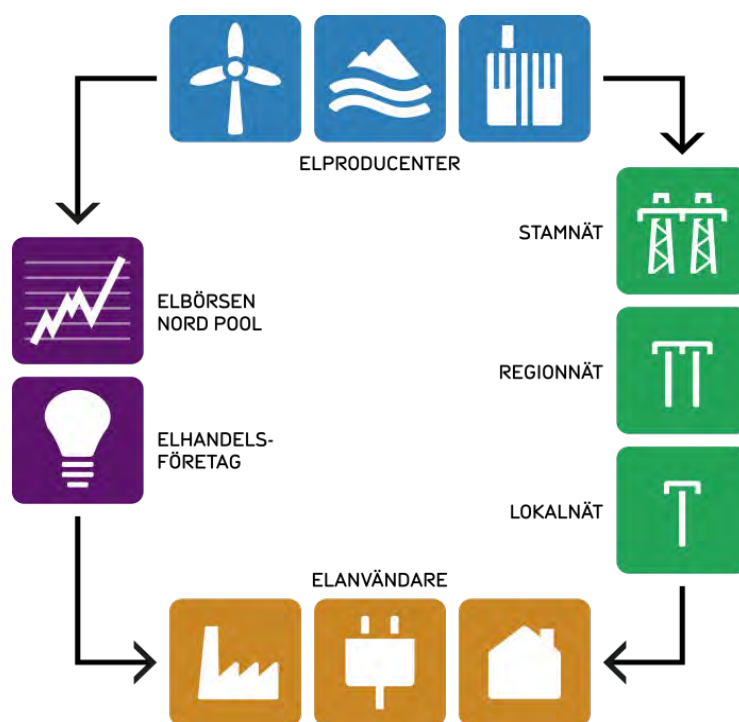 ELPRODUCENTER
STAMNÄT
ELBÖRSEN
NORD POOL
REGIONNÄT
ELHANDELS-
FÖRETAG
LOKALNÄT
ELANVÄNDARE